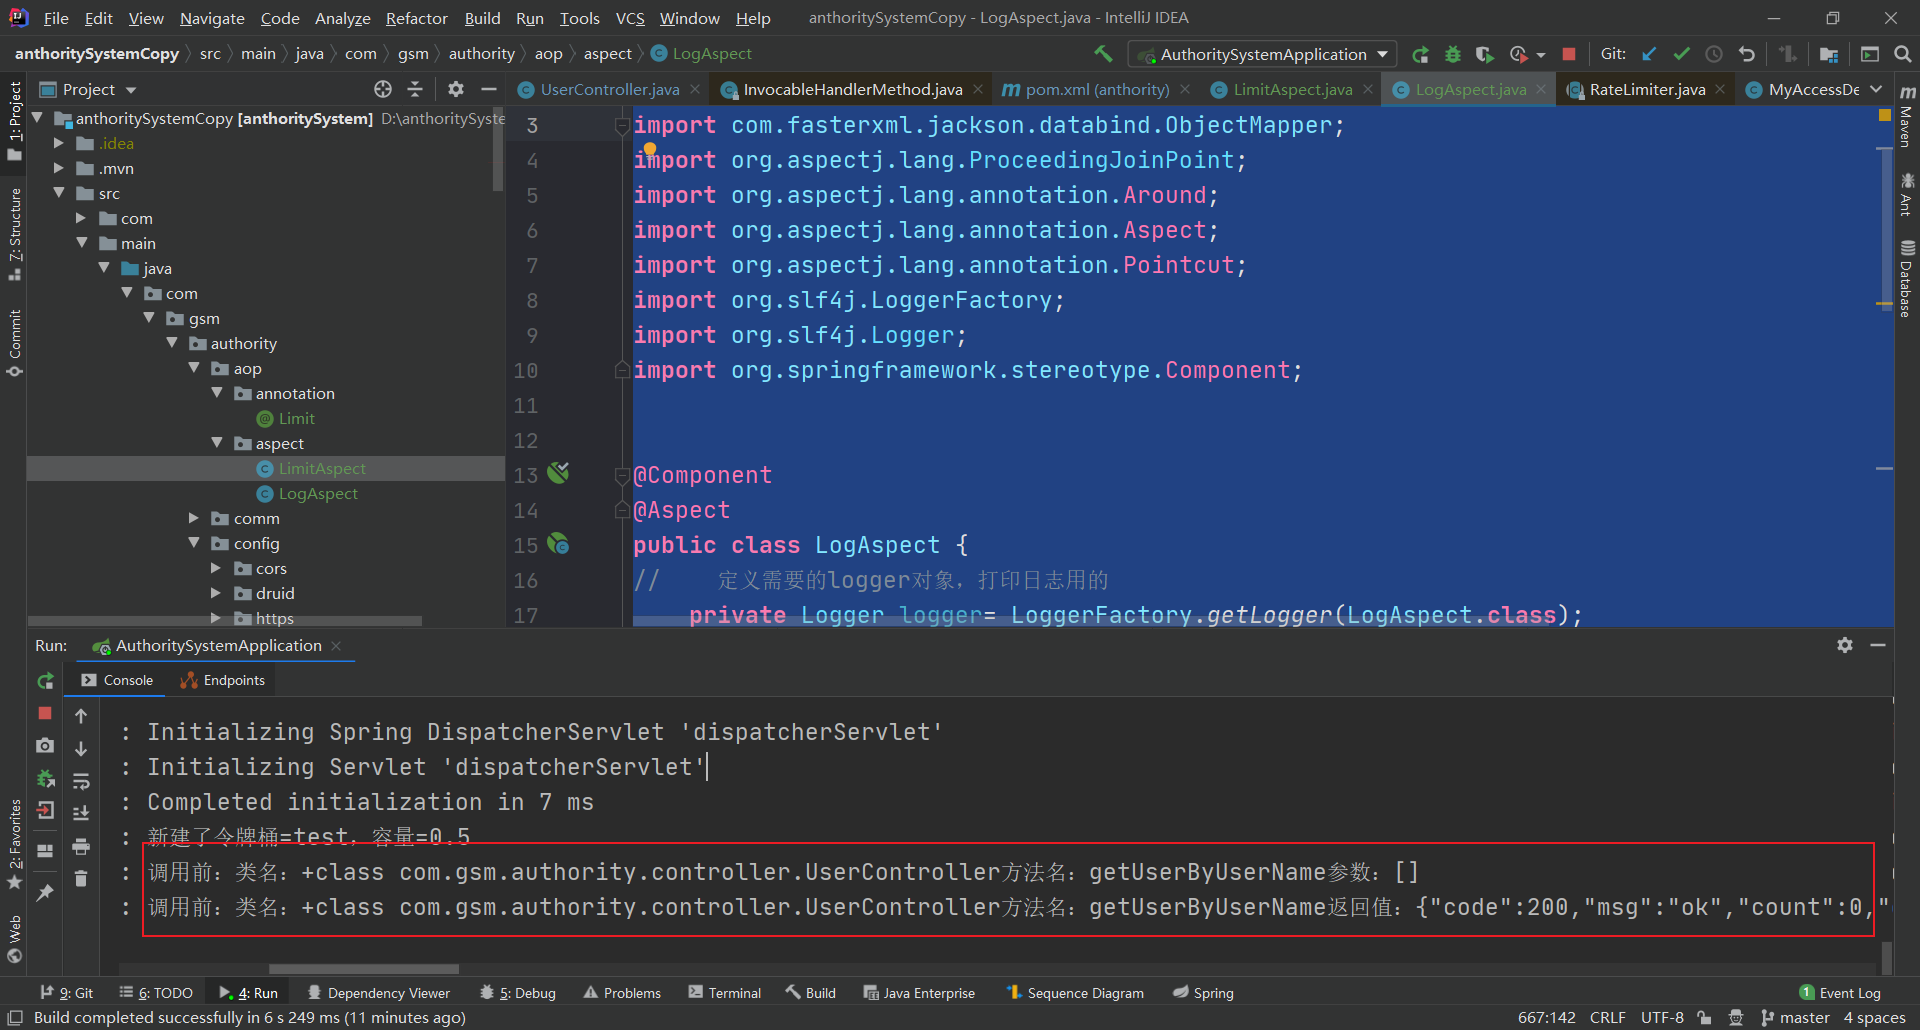 File Edit View Navigate Code Analyze Refactor Build Run Tools VCS Window Help anthoritySystemCopy - LogAspect.java - IntelliJ IDEA
anthoritySystemCopy src main java com gsm authority aop aspect LogAspect AuthoritySystemApplication Git:
1: Project
7: Structure
Commit
2: Favorites
Web
Project
UserController.java InvocableHandlerMethod.java pom.xml (anthority) LimitAspect.java LogAspect.java RateLimiter.java MyAccessDe
anthoritySystemCopy [anthoritySystem] D:\anthoritySyste
.idea
.mvn
src
com
main
java
com
gsm
authority
aop
annotation
Limit
aspect
LimitAspect
LogAspect
comm
config
cors
druid
https
3 import com.fasterxml.jackson.databind.ObjectMapper;
4 import org.aspectj.lang.ProceedingJoinPoint;
5 import org.aspectj.lang.annotation.Around;
6 import org.aspectj.lang.annotation.Aspect;
7 import org.aspectj.lang.annotation.Pointcut;
8 import org.slf4j.LoggerFactory;
9 import org.slf4j.Logger;
10 import org.springframework.stereotype.Component;
11
12
13 @Component
14 @Aspect
15 public class LogAspect {
16 // 定义需要的logger对象，打印日志用的
17 private Logger logger= LoggerFactory.getLogger(LogAspect.class);
Maven
Ant
Database
Run: AuthoritySystemApplication
Console Endpoints
: Initializing Spring DispatcherServlet 'dispatcherServlet'
: Initializing Servlet 'dispatcherServlet'
: Completed initialization in 7 ms
: 新建了令牌桶=test，容量=0.5
: 调用前：类名：+class com.gsm.authority.controller.UserController方法名：getUserByUserName参数：[]
: 调用前：类名：+class com.gsm.authority.controller.UserController方法名：getUserByUserName返回值：{"code":200,"msg":"ok","count":0,"
9: Git 6: TODO 4: Run Dependency Viewer 5: Debug Problems Terminal Build Java Enterprise Sequence Diagram Spring 1 Event Log
Build completed successfully in 6 s 249 ms (11 minutes ago) 667:142 CRLF UTF-8 master 4 spaces